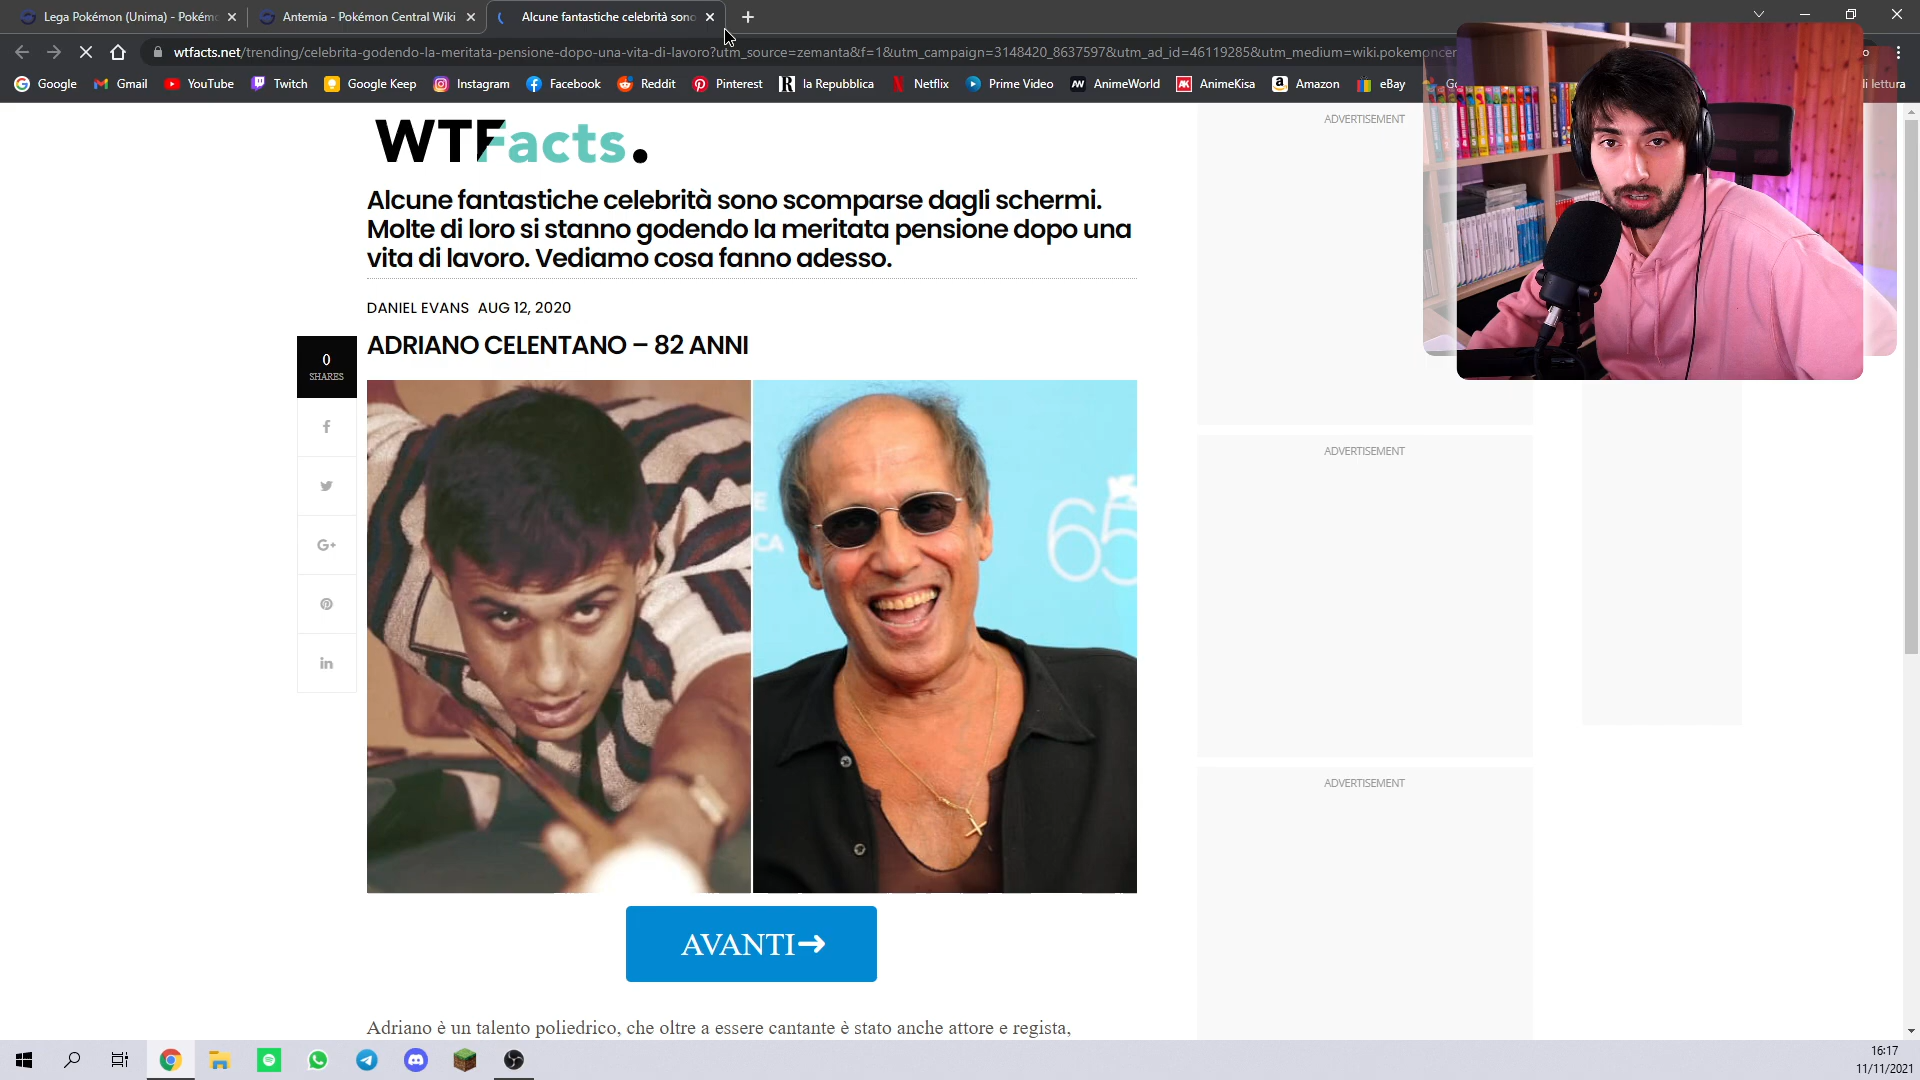 Lega Pokémon (Unima) - Pokém
Antemia - Pokémon Central Wiki
Alcune fantastiche celebrità sono
wtfacts.net/trending/celebrita-godendo-la-meritata-pensione-dopo-una-vita-di-lavoro?utm_source=zemanta&f=1&utm_campaign=3148420_8637597&utm_ad_id=46119285&utm_medium=wiki.pokemoncen
Google
Gmail
YouTube
Twitch
Google Keep
Instagram
Facebook
Reddit
Pinterest
la Repubblica
Netflix
Prime Video
AnimeWorld
AnimeKisa
Amazon
eBay
li lettura
WTFacts.
ADVERTISEMENT
Alcune fantastiche celebrità sono scomparse dagli schermi.
Molte di loro si stanno godendo la meritata pensione dopo una
vita di lavoro. Vediamo cosa fanno adesso.
DANIEL EVANS AUG 12, 2020
ADRIANO CELENTANO – 82 ANNI
0
SHARES
65
CA
ADVERTISEMENT
ADVERTISEMENT
AVANTI→
Adriano è un talento poliedrico, che oltre a essere cantante è stato anche attore e regista,
16:17
11/11/2021